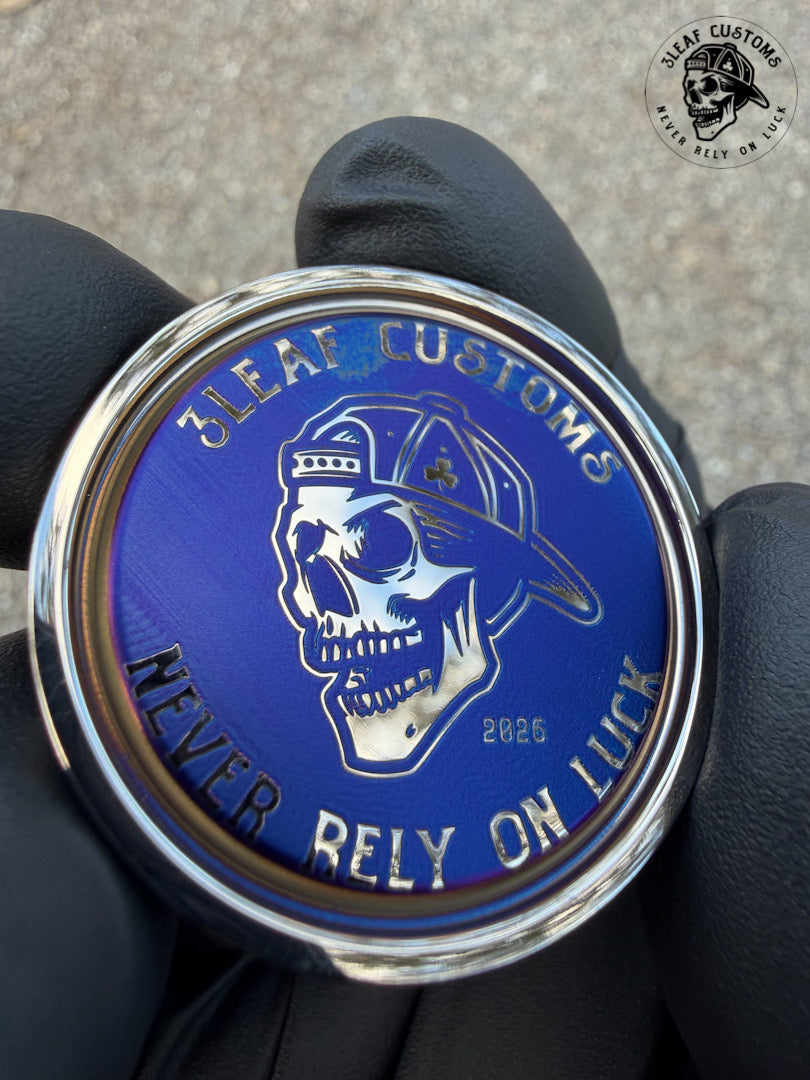 3LEAF CUSTOMS
NEVER RELY ON LUCK
3LEAF CUSTOMS
2026
NEVER RELY ON LUCK